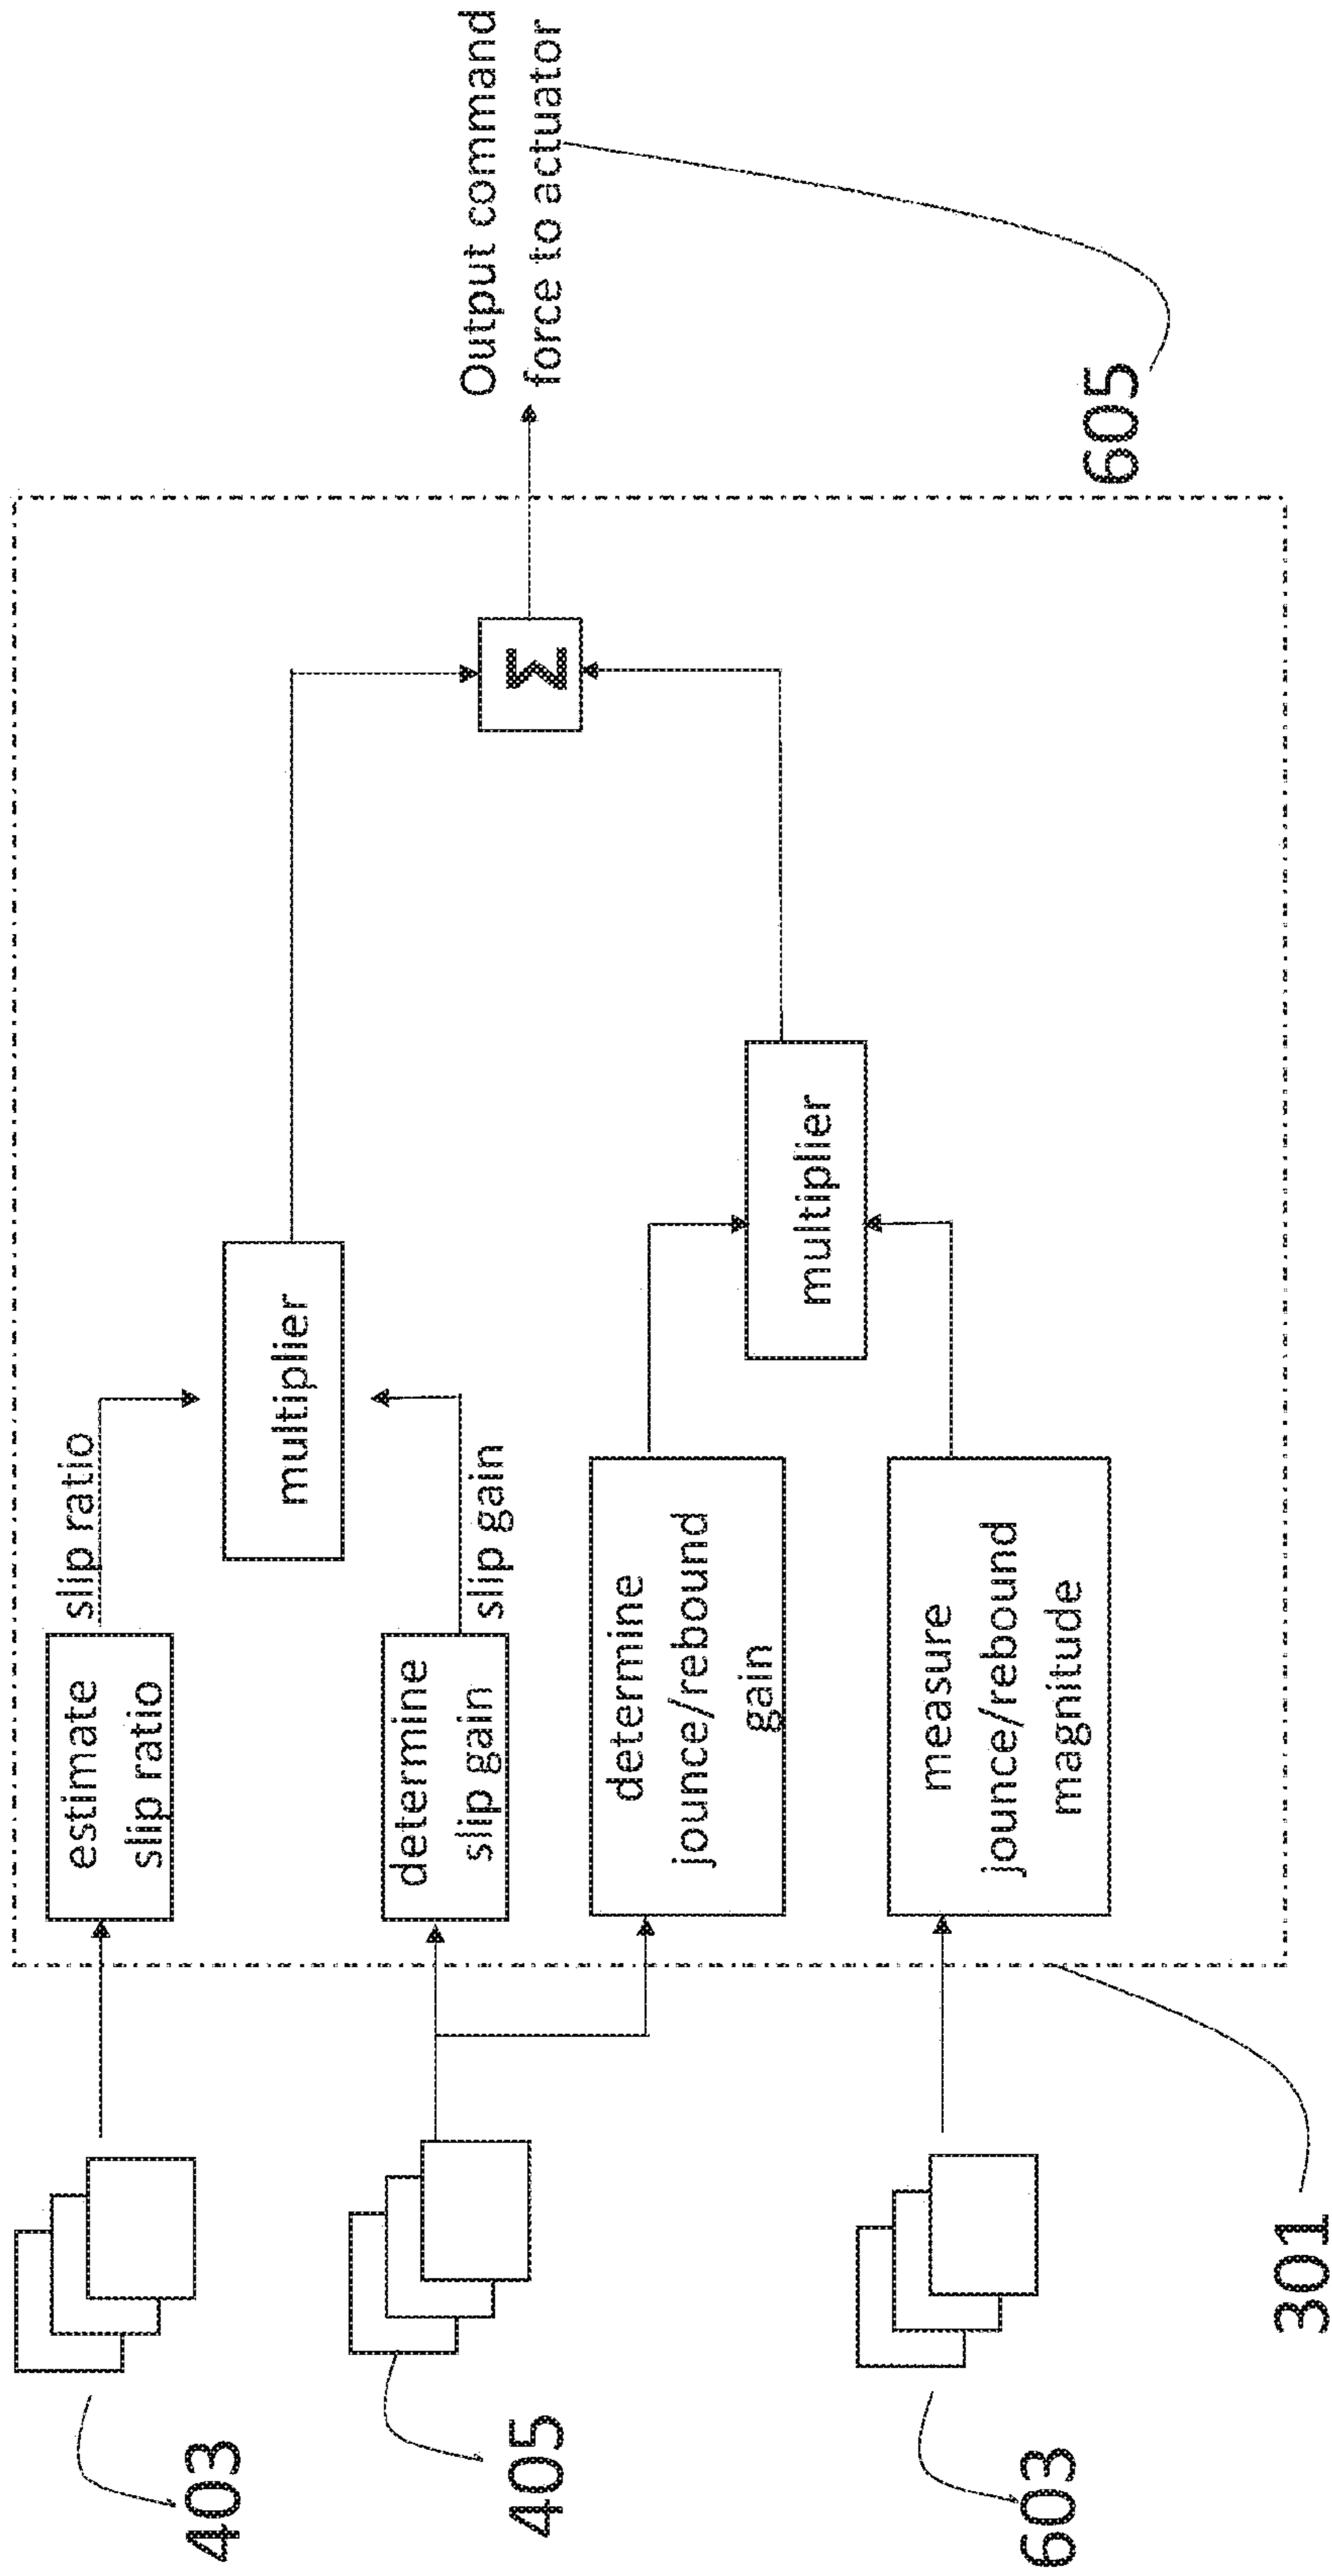 403
estimate
slip ratio
slip ratio
multiplier
405
determine
slip gain
slip gain
Σ
Output command
force to actuator
determine
jounce/rebound
gain
multiplier
603
measure
jounce/rebound
magnitude
301
605